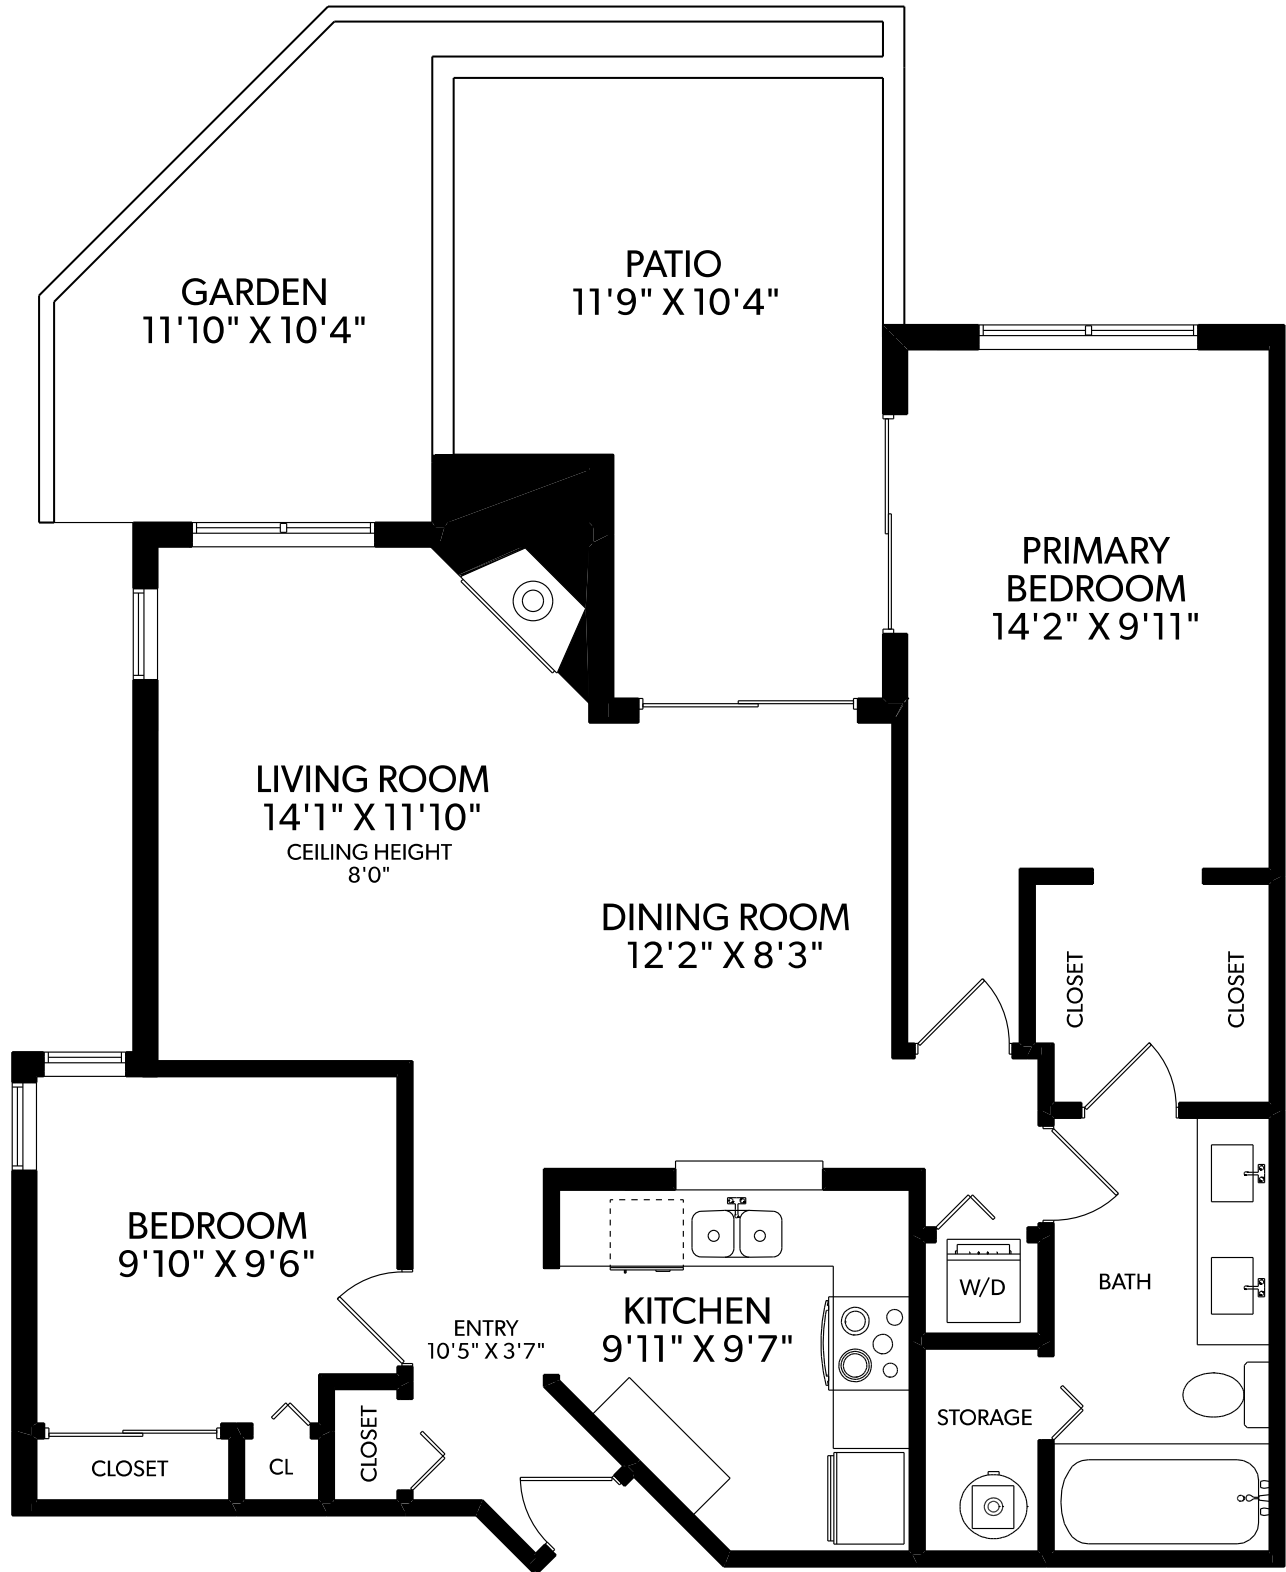 PATIO
11'9" X 10'4"
GARDEN
11'10" X 10'4"
PRIMARY
BEDROOM
14'2" X 9'11"
LIVING ROOM
14'1" X 11'10"
CEILING HEIGHT
8'0"
DINING ROOM
12'2" X 8'3"
CLOSET
CLOSET
BEDROOM
9'10" X 9'6"
ENTRY
10'5" X 3'7"
KITCHEN
9'11" X 9'7"
W/D
BATH
STORAGE
CLOSET
CL
CLOSET